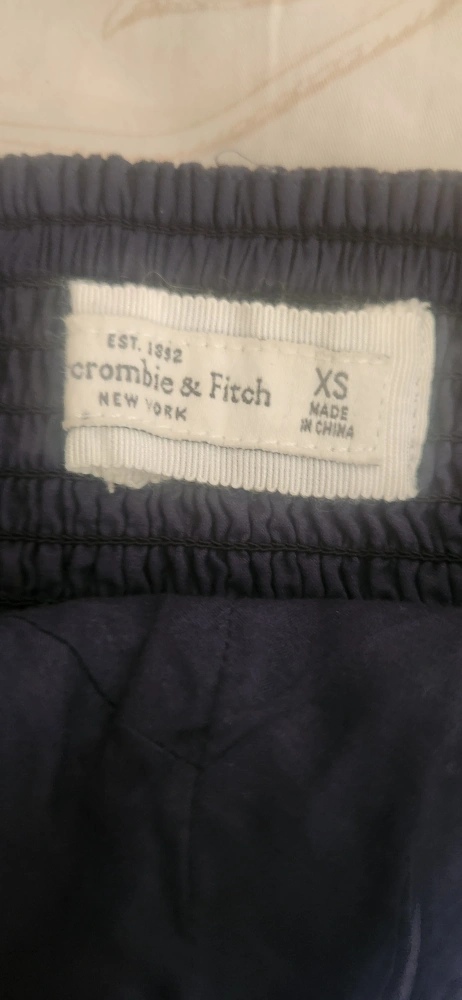 EST. 1892
crombie & Fitch
NEW YORK
XS
MADE
IN CHINA